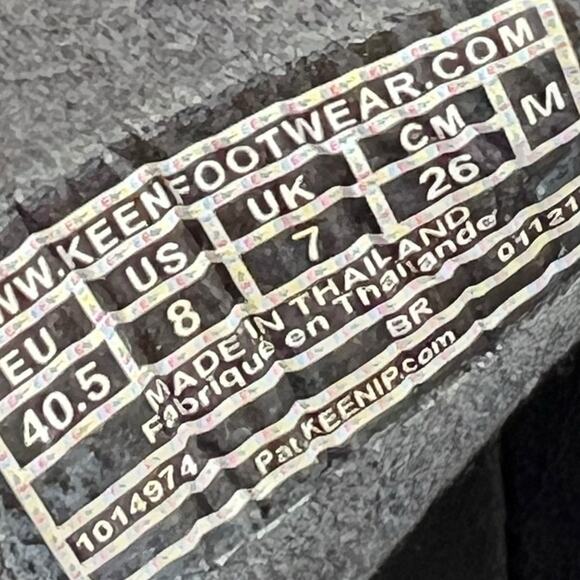 WW.KEENFOOTWEAR.COM
EU US UK CM M
40.5 8 7 26
MADE IN THAILAND
Fabriqué en Thaïlande
BR 01121
1014974 Pat.KEENIP.com